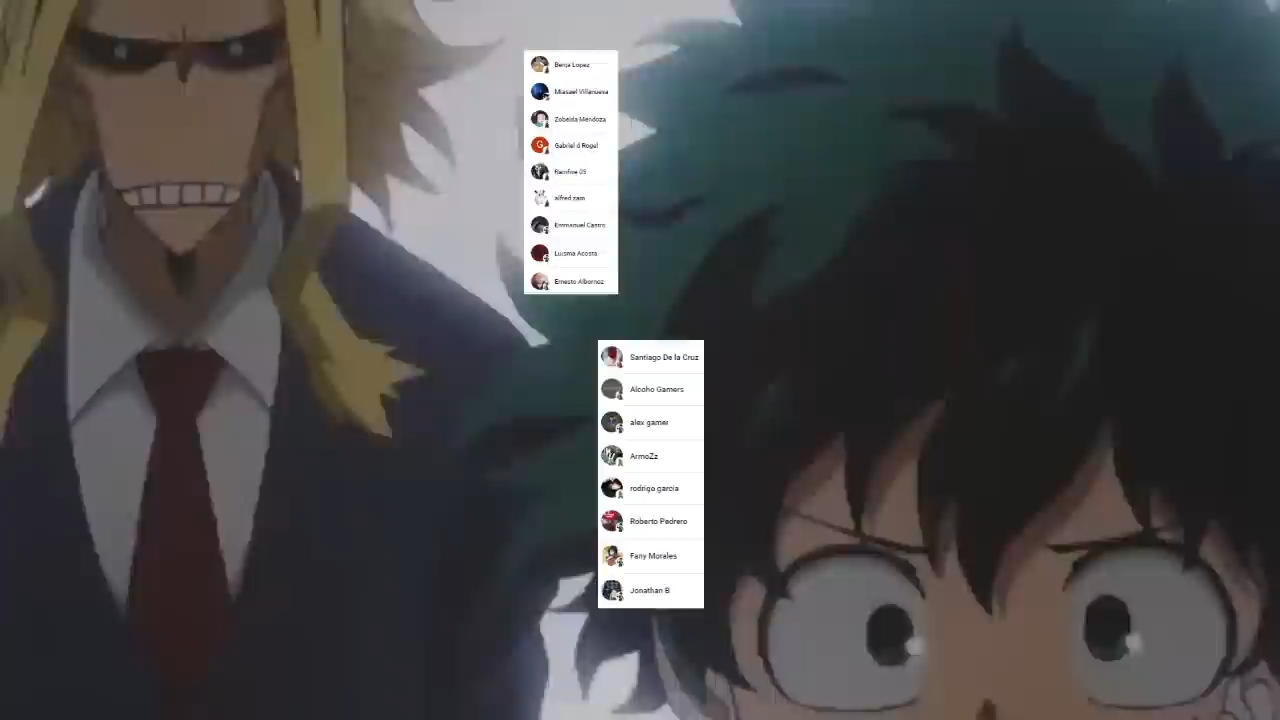 Benja Lopez
Miasael Villanueva
Zobeida Mendoza
G
Gabriel d Rogel
Ramfive 05
alfred zam
Emmanuel Castro
Luisma Acosta
Ernesto Albornoz
Santiago De la Cruz
Alcoho Gamers
alex gamer
ArmoZz
rodrigo garcia
Roberto Pedrero
Fany Morales
Jonathan B